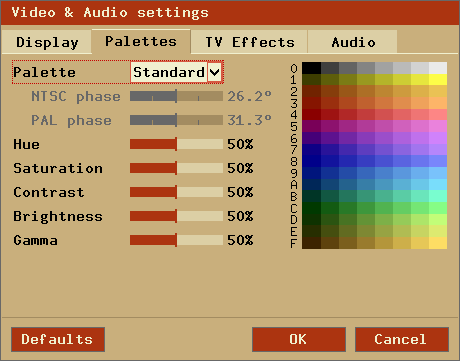 Video & Audio settings
Display Palettes TV Effects Audio
Palette Standard
NTSC phase 26.2°
PAL phase 31.3°
Hue 50%
Saturation 50%
Contrast 50%
Brightness 50%
Gamma 50%
0
1
2
3
4
5
6
7
8
9
A
B
C
D
E
F
Defaults OK Cancel